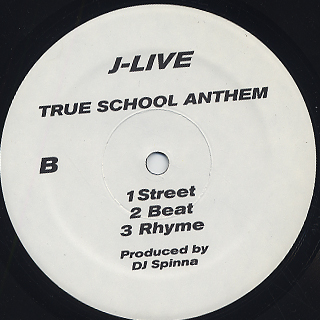 J-LIVE
TRUE SCHOOL ANTHEM
B
1 Street
2 Beat
3 Rhyme
Produced by
DJ Spinna